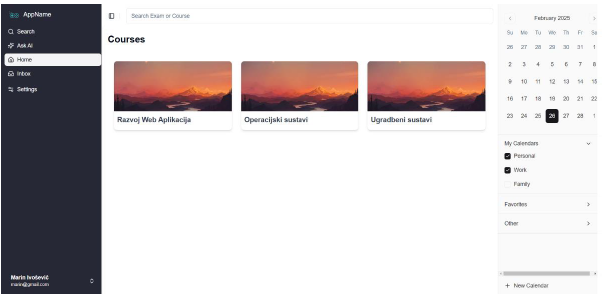 AppName
Search
Ask AI
Home
Inbox
Settings
Marin Ivošević
marin@gmail.com
Search Exam or Course
Courses
Razvoj Web Aplikacija
Operacijski sustavi
Ugradbeni sustavi
February 2025
Su Mo Tu We Th Fr Sa
26 27 28 29 30 31 1
2 3 4 5 6 7 8
9 10 11 12 13 14 15
16 17 18 19 20 21 22
23 24 25 26 27 28 1
My Calendars
Personal
Work
Family
Favorites
Other
New Calendar